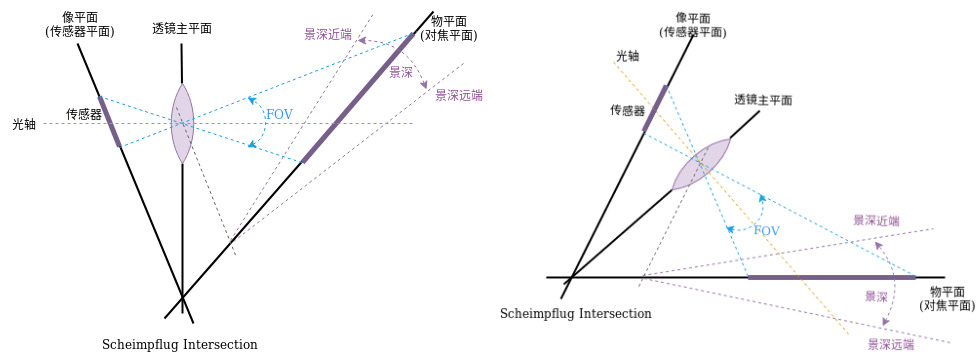 像平面
(传感器平面)
透镜主平面
物平面
(对焦平面)
景深近端
景深
景深远端
传感器
光轴
FOV
Scheimpflug Intersection
像平面
(传感器平面)
光轴
透镜主平面
传感器
景深近端
FOV
景深
物平面
(对焦平面)
Scheimpflug Intersection
景深远端